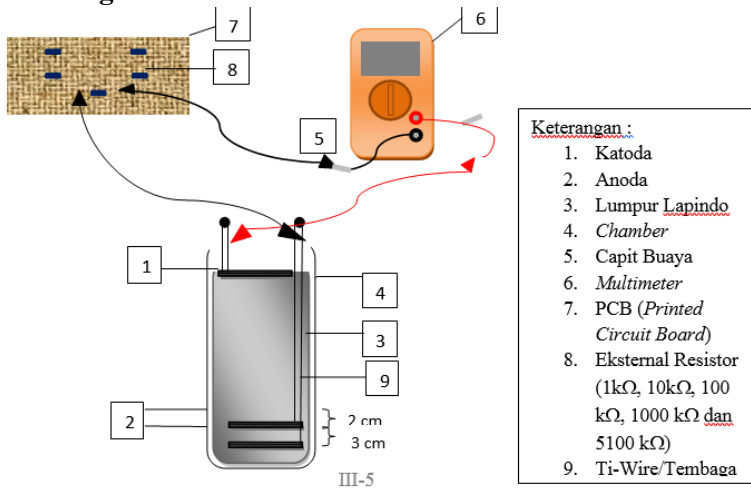 7
6
8
5
Keterangan :
1. Katoda
2. Anoda
3. Lumpur Lapindo
4. Chamber
5. Capit Buaya
6. Multimeter
7. PCB (Printed
Circuit Board)
8. Eksternal Resistor
(1kΩ, 10kΩ, 100
kΩ, 1000 kΩ dan
5100 kΩ)
9. Ti-Wire/Tembaga
1
4
3
9
2
2 cm
3 cm
III-5